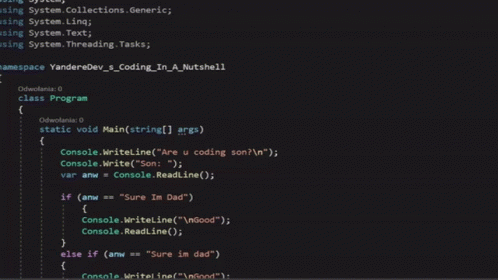 using System;
using System.Collections.Generic;
using System.Linq;
using System.Text;
using System.Threading.Tasks;
namespace YandereDev_s_Coding_In_A_Nutshell
{
Odwołania: 0
class Program
{
Odwołania: 0
static void Main(string[] args)
{
Console.WriteLine("Are u coding son?\n");
Console.Write("Son: ");
var anw = Console.ReadLine();
if (anw == "Sure Im Dad")
{
Console.WriteLine("\nGood");
Console.ReadLine();
}
else if (anw == "Sure im dad")
{
Console.WriteLine("\nGood");